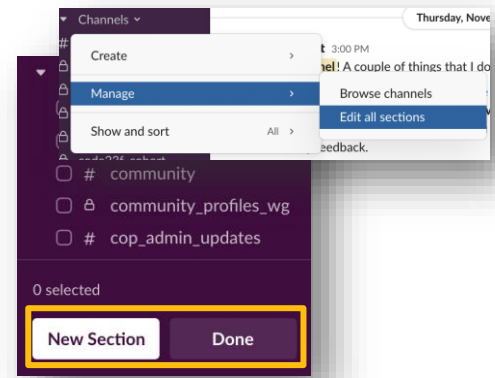 Channels
Thursday, Nove
#
t 3:00 PM
Create
nel! A couple of things that I do
Manage
Browse channels
Edit all sections
Show and sort
All
eedback.
# community
community_profiles_wg
# cop_admin_updates
0 selected
New Section
Done